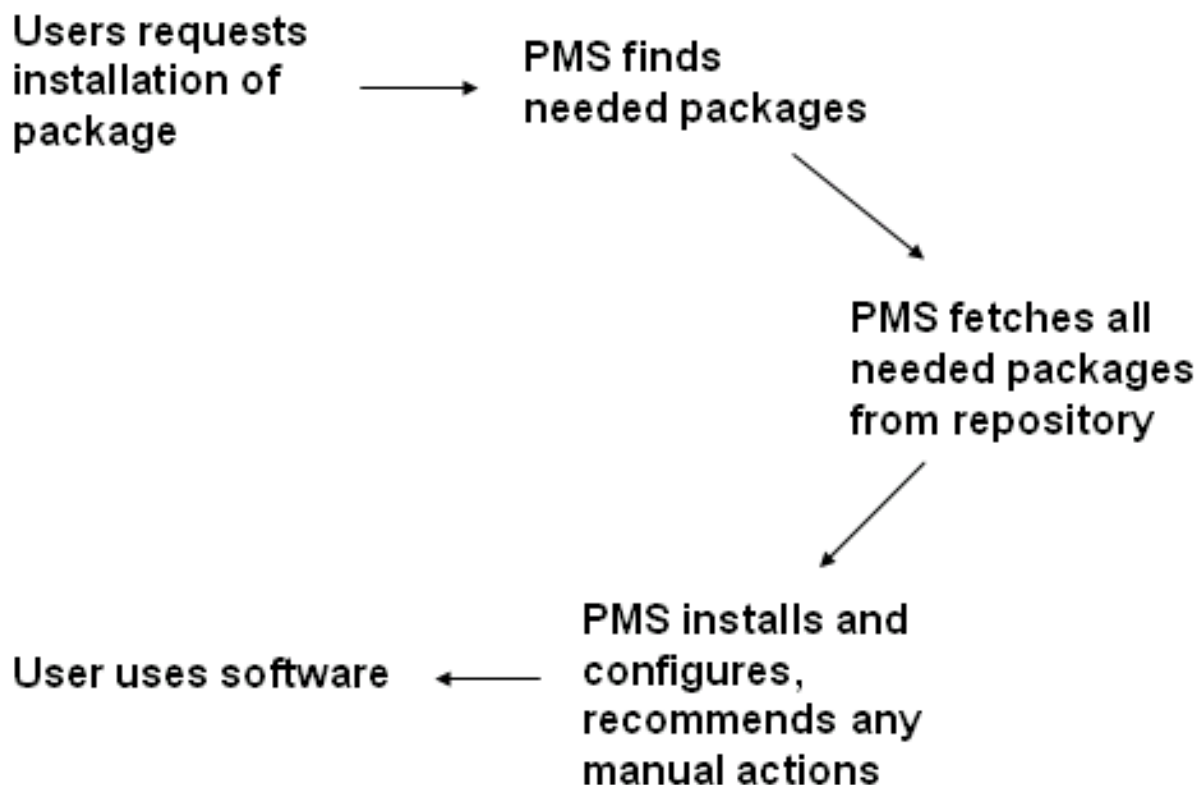 Users requests
installation of
package
PMS finds
needed packages
PMS fetches all
needed packages
from repository
PMS installs and
configures,
recommends any
manual actions
User uses software